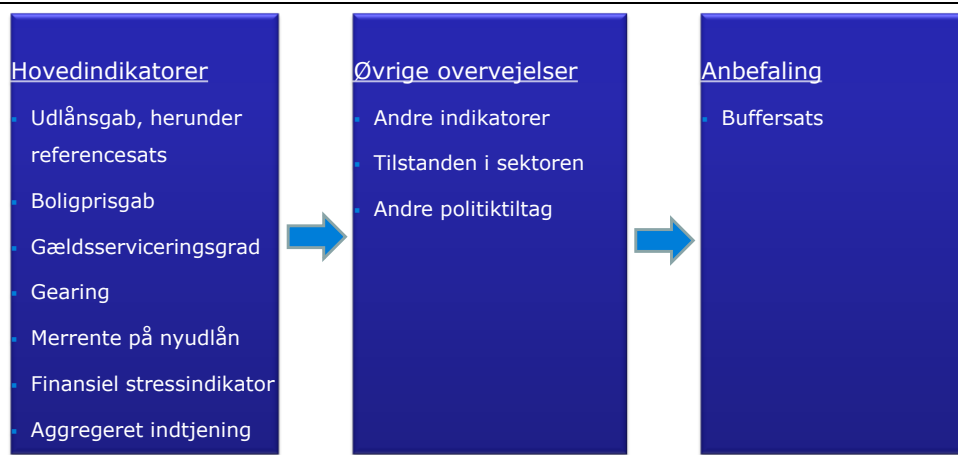 Hovedindikatorer
Udlånsgab, herunder
referencesats
Boligprisgab
Gældsserviceringsgrad
Gearing
Merrente på nyudlån
Finansiel stressindikator
Aggregeret indtjening
Øvrige overvejelser
Andre indikatorer
Tilstanden i sektoren
Andre politiktiltag
Anbefaling
Buffersats